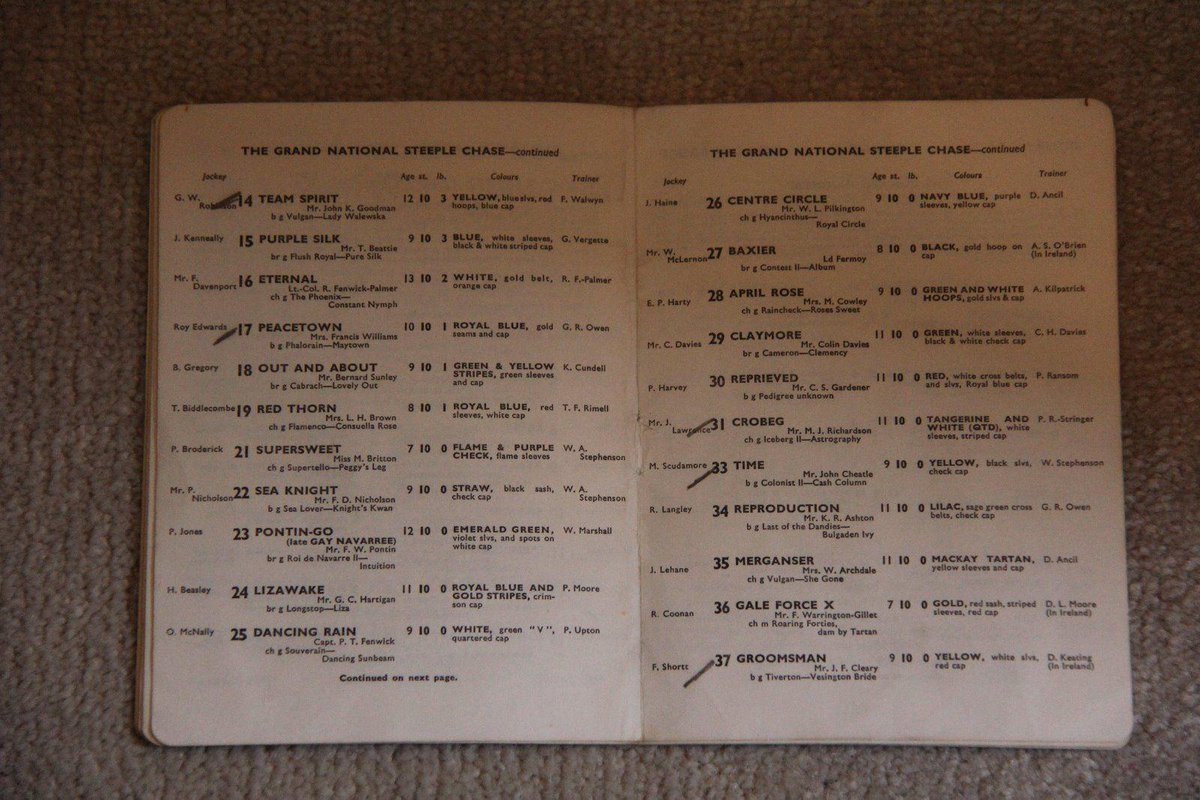 THE GRAND NATIONAL STEEPLE CHASE—continued
Jockey Age st. lb. Colours Trainer
G. W. Robinson 14 TEAM SPIRIT 12 10 3 YELLOW, blue slvs, red F. Walwyn
Mr. John K. Goodman hoops, blue cap
b g Vulgan—Lady Walewska
J. Kenneally 15 PURPLE SILK 9 10 3 BLUE, white sleeves, G. Vergette
Mr. T. Beattie black & white striped cap
br g Flush Royal—Pure Silk
Mr. F. Davenport 16 ETERNAL 13 10 2 WHITE, gold belt, R. F.-Palmer
Lt.-Col. R. Fenwick-Palmer orange cap
ch g The Phoenix—
Constant Nymph
Roy Edwards 17 PEACETOWN 10 10 1 ROYAL BLUE, gold G. R. Owen
Mrs. Francis Williams seams and cap
b g Phalorain—Maytown
B. Gregory 18 OUT AND ABOUT 9 10 1 GREEN & YELLOW K. Cundell
Mr. Bernard Sunley STRIPES, green sleeves
br g Cabrach—Lovely Out and cap
T. Biddlecombe 19 RED THORN 8 10 1 ROYAL BLUE, red T. F. Rimell
Mrs. L. H. Brown sleeves, white cap
ch g Flamenco—Consuella Rose
P. Broderick 21 SUPERSWEET 7 10 0 FLAME & PURPLE W. A.
Miss M. Britton CHECK, flame sleeves Stephenson
ch g Supertello—Peggy's Leg
Mr. P. Nicholson 22 SEA KNIGHT 9 10 0 STRAW, black sash, W. A.
Mr. F. D. Nicholson check cap Stephenson
b g Sea Lover—Knight's Kwan
P. Jones 23 PONTIN-GO 12 10 0 EMERALD GREEN, W. Marshall
(late GAY NAVARREE) violet slvs, and spots on
Mr. F. W. Pontin white cap
br g Roi de Navarre II—
Intuition
H. Beasley 24 LIZAWAKE 11 10 0 ROYAL BLUE AND P. Moore
Mr. G. C. Hartigan GOLD STRIPES, crim-
br g Longstop—Liza son cap
O. McNally 25 DANCING RAIN 9 10 0 WHITE, green "V", P. Upton
Capt. P. T. Fenwick quartered cap
ch g Souverain—
Dancing Sunbeam
Continued on next page.
THE GRAND NATIONAL STEEPLE CHASE—continued
Jockey Age st. lb. Colours Trainer
J. Haine 26 CENTRE CIRCLE 9 10 0 NAVY BLUE, purple D. Ancil
Mr. W. L. Pilkington sleeves, yellow cap
ch g Hyacinthus—
Royal Circle
Mr. W. McLernon 27 BAXIER 8 10 0 BLACK, gold hoop on A. S. O'Brien
Ld Fermoy cap (in Ireland)
br g Contest II—Album
E. P. Harty 28 APRIL ROSE 9 10 0 GREEN AND WHITE A. Kilpatrick
Mrs. M. Cowley HOOPS, gold slvs & cap
ch g Raincheck—Roses Sweet
Mr. C. Davies 29 CLAYMORE 11 10 0 GREEN, white sleeves, C. H. Davies
Mr. Colin Davies black & white check cap
br g Cameron—Clemency
P. Harvey 30 REPRIEVED 11 10 0 RED, white cross belts, P. Ransom
Mr. C. S. Gardener and slvs, Royal blue cap
b g Pedigree unknown
Mr. J. Lawrence 31 CROBEG 11 10 0 TANGERINE AND P. R.-Stringer
Mr. M. J. Richardson WHITE (QTD), white
ch g Iceberg II—Astrography sleeves, striped cap
M. Scudamore 33 TIME 9 10 0 YELLOW, black slvs, W. Stephenson
Mr. John Cheatle check cap
b g Colonist II—Cash Column
R. Langley 34 REPRODUCTION 11 10 0 LILAC, sage green cross G. R. Owen
Mr. K. R. Ashton belts, check cap
b g Last of the Dandies—
Bulgaden Ivy
J. Lehane 35 MERGANSER 11 10 0 MACKAY TARTAN, D. Ancil
Mrs. W. Archdale yellow sleeves and cap
ch g Vulgan—She Gone
R. Coonan 36 GALE FORCE X 7 10 0 GOLD, red sash, striped D. L. Moore
Mr. F. Warrington-Gillet sleeves, red cap (in Ireland)
ch m Roaring Forties,
dam by Tartan
F. Shortt 37 GROOMSMAN 9 10 0 YELLOW, white slvs, D. Keating
Mr. J. F. Cleary red cap (in Ireland)
b g Tiverton—Vesington Bride